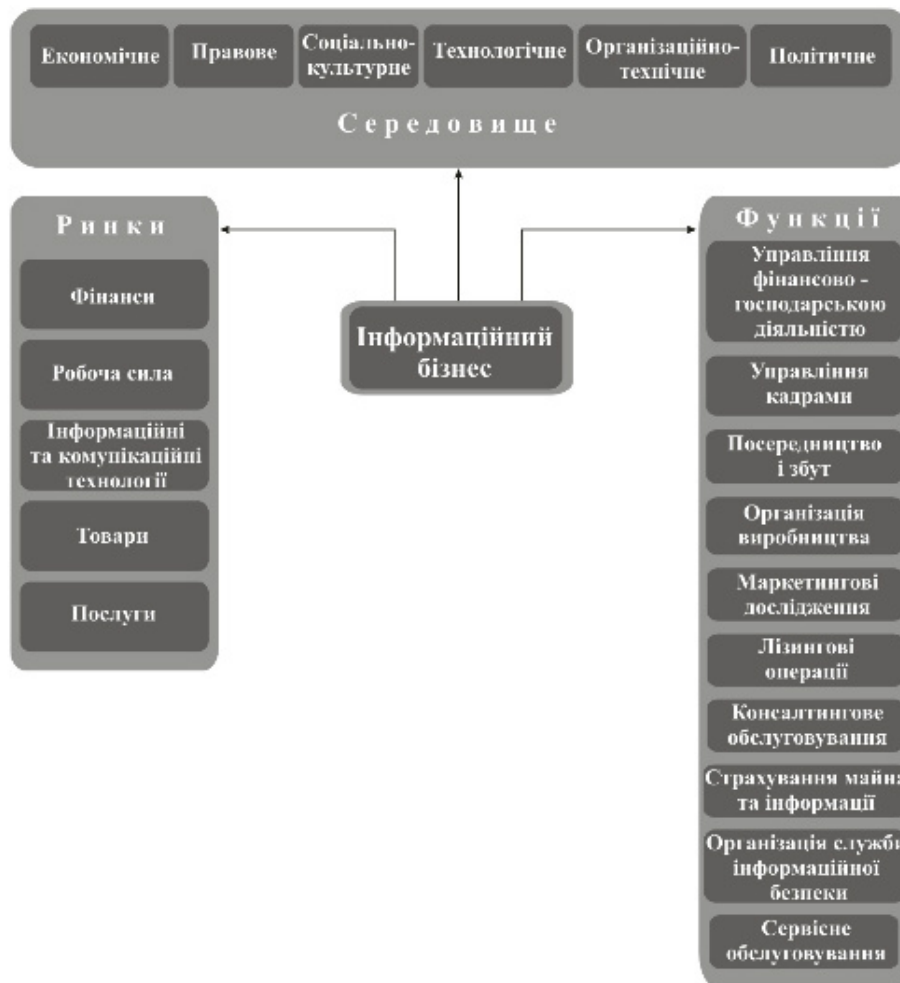 Економічне
Правове
Соціально-
культурне
Технологічне
Організаційно-
технічне
Політичне
Середовище
Ринки
Фінанси
Робоча сила
Інформаційні
та комунікаційні
технології
Товари
Послуги
Інформаційний
бізнес
Функції
Управління
фінансово -
господарською
діяльністю
Управління
кадрами
Посередництво
і збут
Організація
виробництва
Маркетингові
дослідження
Лізингові
операції
Консалтингове
обслуговування
Страхування майна
та інформації
Організація служби
інформаційної
безпеки
Сервісне
обслуговування